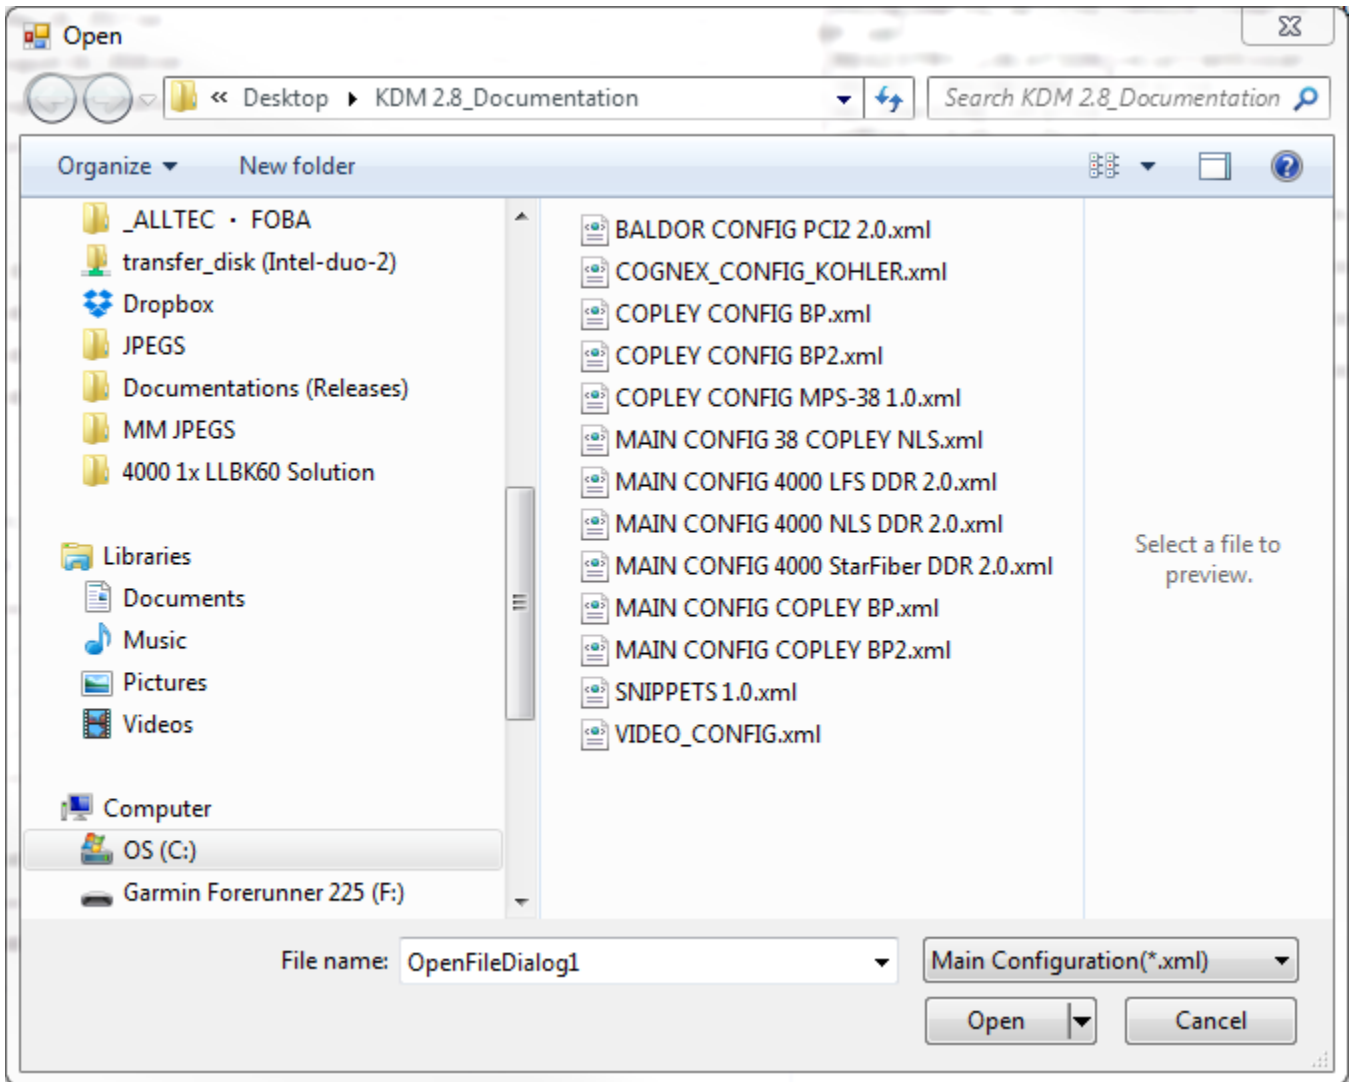 Open
« Desktop ▸ KDM 2.8_Documentation
Search KDM 2.8_Documentation
Organize
New folder
_ALLTEC • FOBA
transfer_disk (Intel-duo-2)
Dropbox
JPEGS
Documentations (Releases)
MM JPEGS
4000 1x LLBK60 Solution
Libraries
Documents
Music
Pictures
Videos
Computer
OS (C:)
Garmin Forerunner 225 (F:)
BALDOR CONFIG PCI2 2.0.xml
COGNEX_CONFIG_KOHLER.xml
COPLEY CONFIG BP.xml
COPLEY CONFIG BP2.xml
COPLEY CONFIG MPS-38 1.0.xml
MAIN CONFIG 38 COPLEY NLS.xml
MAIN CONFIG 4000 LFS DDR 2.0.xml
MAIN CONFIG 4000 NLS DDR 2.0.xml
MAIN CONFIG 4000 StarFiber DDR 2.0.xml
MAIN CONFIG COPLEY BP.xml
MAIN CONFIG COPLEY BP2.xml
SNIPPETS 1.0.xml
VIDEO_CONFIG.xml
Select a file to
preview.
File name:
OpenFileDialog1
Main Configuration(*.xml)
Open
Cancel